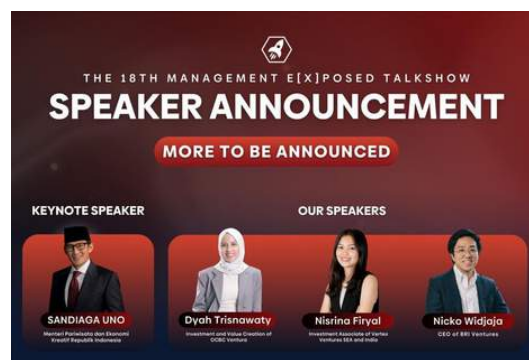 THE 18TH MANAGEMENT E[X]POSED TALKSHOW
SPEAKER ANNOUNCEMENT
MORE TO BE ANNOUNCED
KEYNOTE SPEAKER
OUR SPEAKERS
SANDIAGA UNO
Menteri Pariwisata dan Ekonomi
Kreatif Republik Indonesia
Dyah Trisnawaty
Investment and Value Creation of
OCBC Ventura
Nisrina Firyal
Investment Associate of Vertex
Ventures SEA and India
Nicko Widjaja
CEO of BRI Ventures